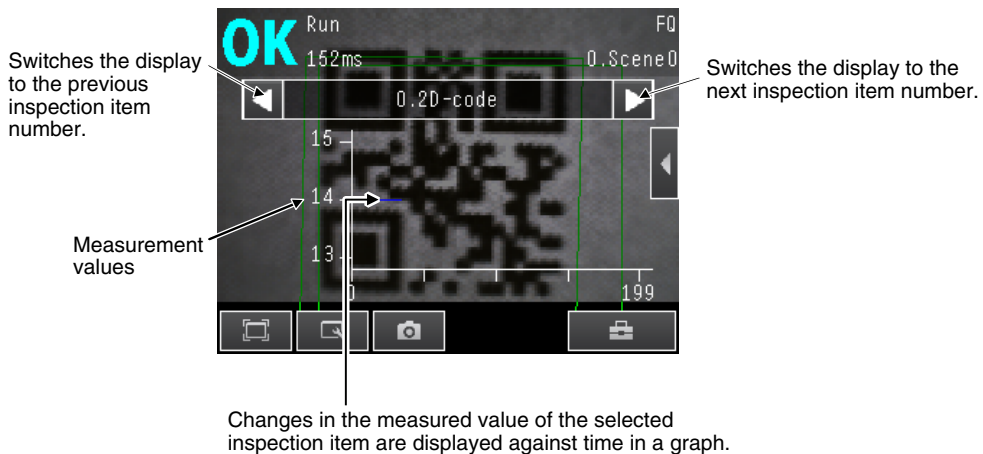 OK
Run
FQ
152ms
0.Scene0
Switches the display
to the previous
inspection item
number.
Switches the display to the
next inspection item number.
0.2D-code
15
14
13
Measurement
values
0
199
Changes in the measured value of the selected
inspection item are displayed against time in a graph.